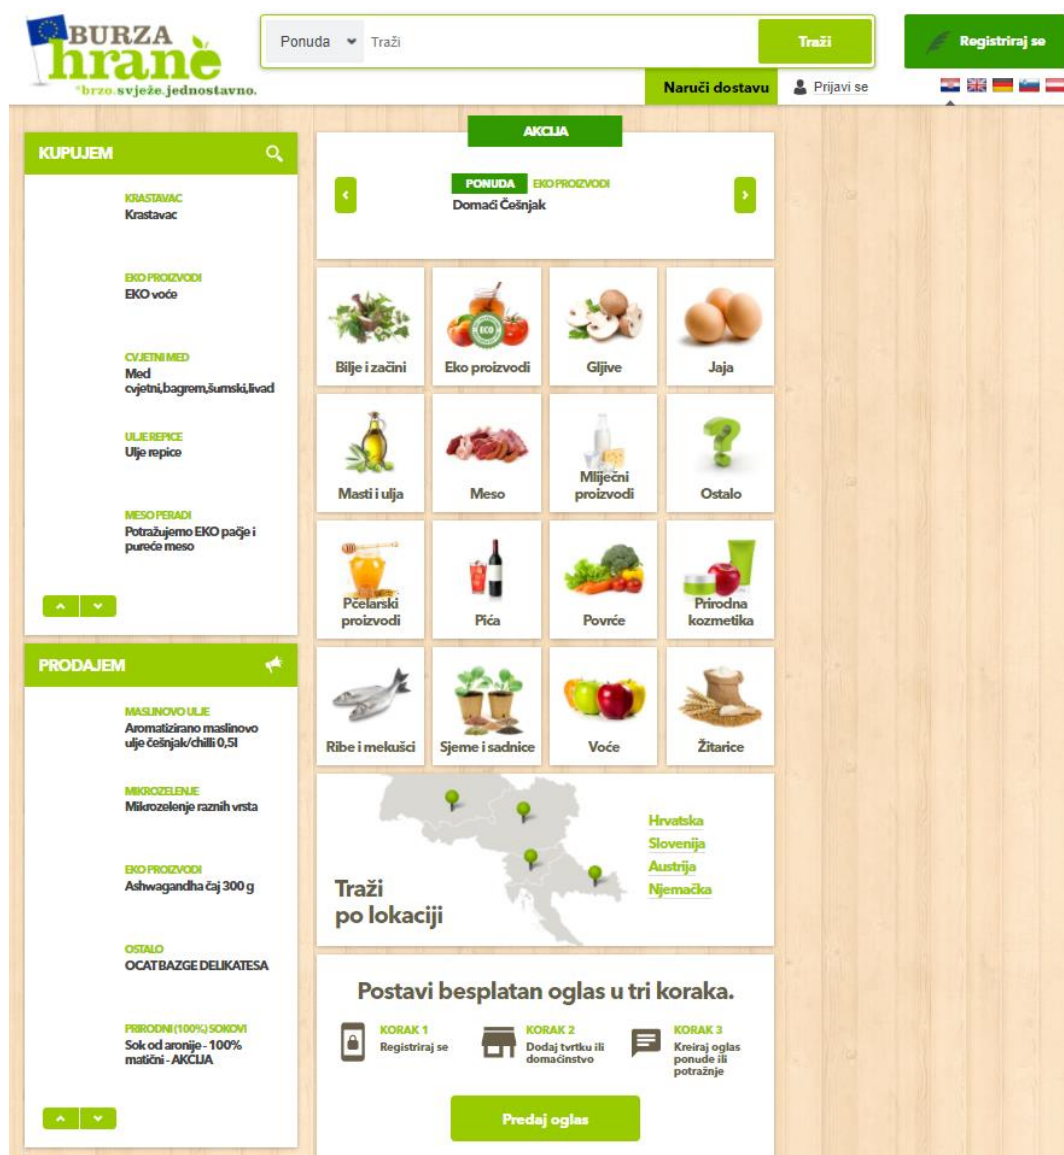 BURZA
hrane
*brzo.svježe.jednostavno.
Ponuda
Traži
Traži
Registriraj se
Naruči dostavu
Prijavi se
KUPUJEM
KRASTAVAC
Krastavac
EKO PROIZVODI
EKO voće
CVJETNI MED
Med
cvjetni,bagrem,šumski,livad
ULJE REPICE
Ulje repice
MESO PERADI
Potražujemo EKO pačje i
pureće meso
PRODAJEM
MASLINOVO ULJE
Aromatizirano maslinovo
ulje češnjak/chilli 0,5l
MIKROZELENJE
Mikrozelenje raznih vrsta
EKO PROIZVODI
Ashwagandha čaj 300 g
OSTALO
OCAT BAZGE DELIKATESA
PRIRODNI (100%) SOKOVI
Sok od aronije - 100%
matični - AKCIJA
AKCIJA
PONUDA EKO PROIZVODI
Domaći Češnjak
Bilje i začini
ECO
Eko proizvodi
Gljive
Jaja
Masti i ulja
Meso
Mliječni
proizvodi
Ostalo
Pčelarski
proizvodi
Pića
Povrće
Prirodna
kozmetika
Ribe i mekušci
Sjeme i sadnice
Voće
Žitarice
Traži
po lokaciji
Hrvatska
Slovenija
Austrija
Njemačka
Postavi besplatan oglas u tri koraka.
KORAK 1
Registriraj se
KORAK 2
Dodaj tvrtku ili
domaćinstvo
KORAK 3
Kreiraj oglas
ponude ili
potražnje
Predaj oglas